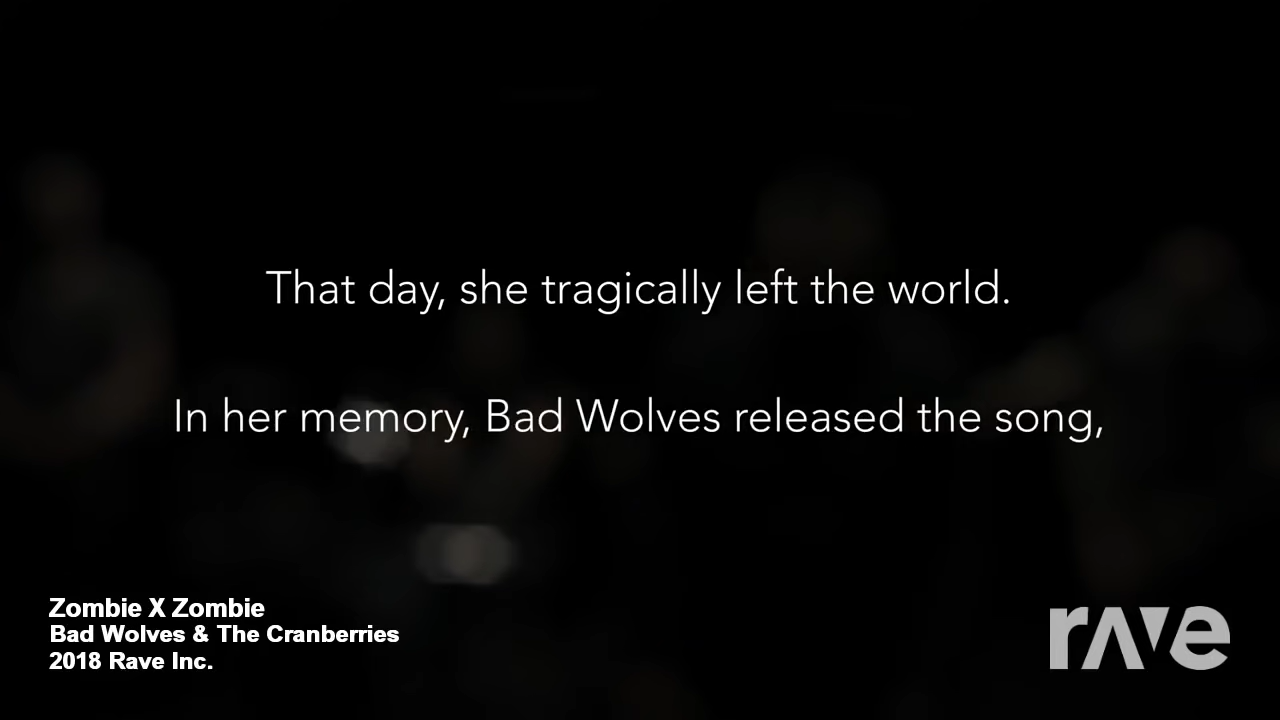 That day, she tragically left the world.
In her memory, Bad Wolves released the song,
Zombie X Zombie
Bad Wolves & The Cranberries
2018 Rave Inc.
rave